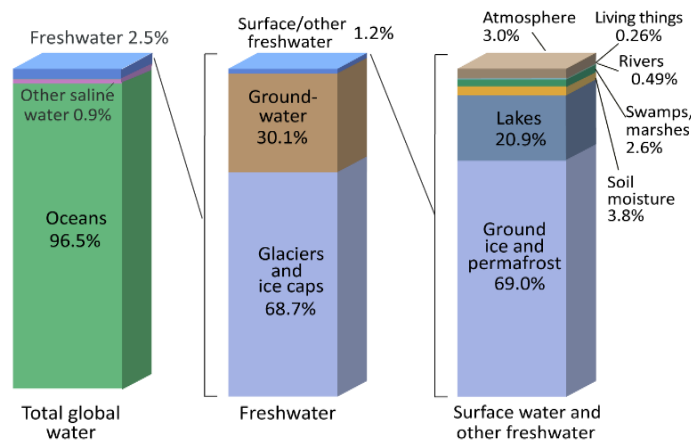 Freshwater 2.5%
Other saline
water 0.9%
Oceans
96.5%
Total global
water
Surface/other
freshwater
1.2%
Ground-
water
30.1%
Glaciers and
ice caps
68.7%
Freshwater
Atmosphere
3.0%
Living things
0.26%
Rivers
0.49%
Swamps,
marshes
2.6%
Soil
moisture
3.8%
Lakes
20.9%
Ground
ice and
permafrost
69.0%
Surface water and
other freshwater